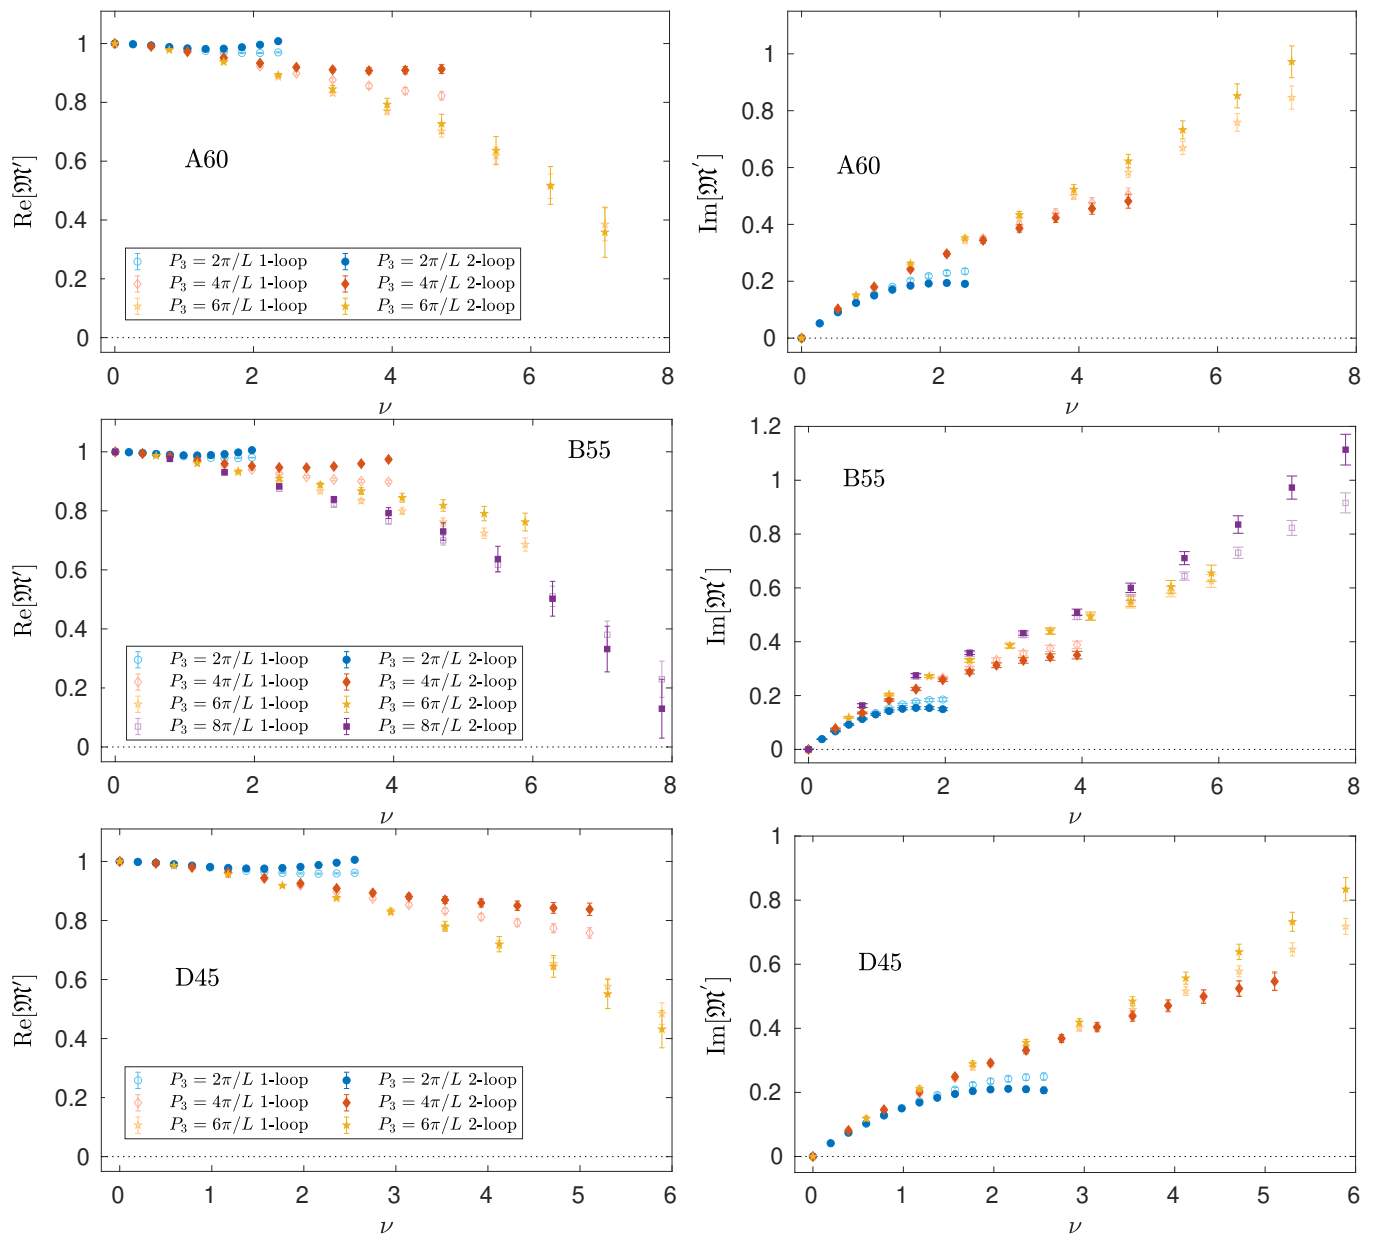 1
0.8
0.6
0.4
0.2
0
Re[𝔐′]
A60
P₃ = 2π/L 1-loop
P₃ = 4π/L 1-loop
P₃ = 6π/L 1-loop
P₃ = 2π/L 2-loop
P₃ = 4π/L 2-loop
P₃ = 6π/L 2-loop
0 2 4 6 8
ν
1
0.8
0.6
0.4
0.2
0
Im[𝔐′]
A60
0 2 4 6 8
ν
1
0.8
0.6
0.4
0.2
0
Re[𝔐′]
B55
P₃ = 2π/L 1-loop
P₃ = 4π/L 1-loop
P₃ = 6π/L 1-loop
P₃ = 8π/L 1-loop
P₃ = 2π/L 2-loop
P₃ = 4π/L 2-loop
P₃ = 6π/L 2-loop
P₃ = 8π/L 2-loop
0 2 4 6 8
ν
1.2
1
0.8
0.6
0.4
0.2
0
Im[𝔐′]
B55
0 2 4 6 8
ν
1
0.8
0.6
0.4
0.2
0
Re[𝔐′]
D45
P₃ = 2π/L 1-loop
P₃ = 4π/L 1-loop
P₃ = 6π/L 1-loop
P₃ = 2π/L 2-loop
P₃ = 4π/L 2-loop
P₃ = 6π/L 2-loop
0 1 2 3 4 5 6
ν
1
0.8
0.6
0.4
0.2
0
Im[𝔐′]
D45
0 1 2 3 4 5 6
ν